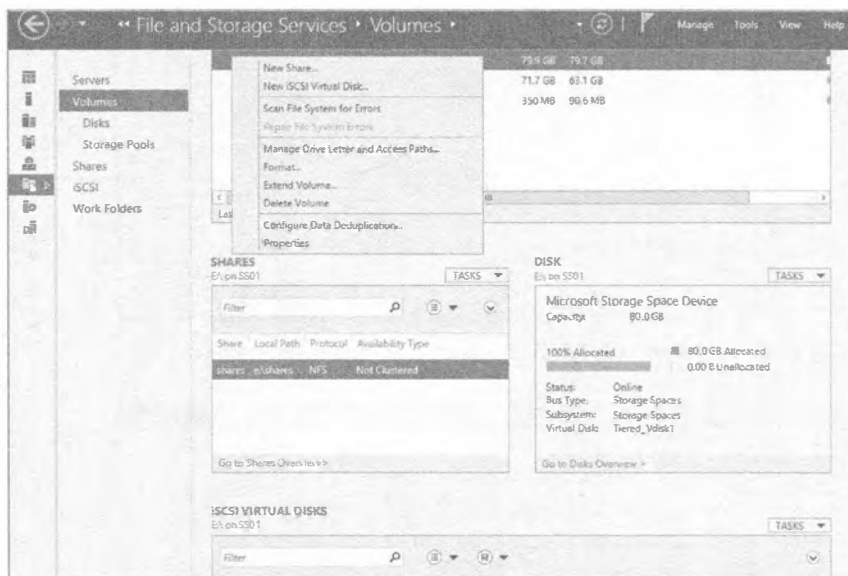 ◂◂ File and Storage Services ▸ Volumes ▸
Manage Tools View Help
Servers
Volumes
Disks
Storage Pools
Shares
iSCSI
Work Folders
New Share...
New iSCSI Virtual Disk...
Scan File System for Errors
Repair File System Errors
Manage Drive Letter and Access Paths...
Format...
Extend Volume...
Delete Volume
Configure Data Deduplication...
Properties
79.9 GB 79.7 GB
71.7 GB 63.1 GB
350 MB 90.6 MB
Las
SHARES
E:\ on SS01
TASKS
Filter
Share Local Path Protocol Availability Type
shares e:\shares NFS Not Clustered
Go to Shares Overview >
DISK
E:\ on SS01
TASKS
Microsoft Storage Space Device
Capacity: 80.0 GB
100% Allocated
80.0 GB Allocated
0.00 B Unallocated
Status: Online
Bus Type: Storage Spaces
Subsystem: Storage Spaces
Virtual Disk: Tiered_Vdisk1
Go to Disks Overview >
iSCSI VIRTUAL DISKS
E:\ on SS01
TASKS
Filter